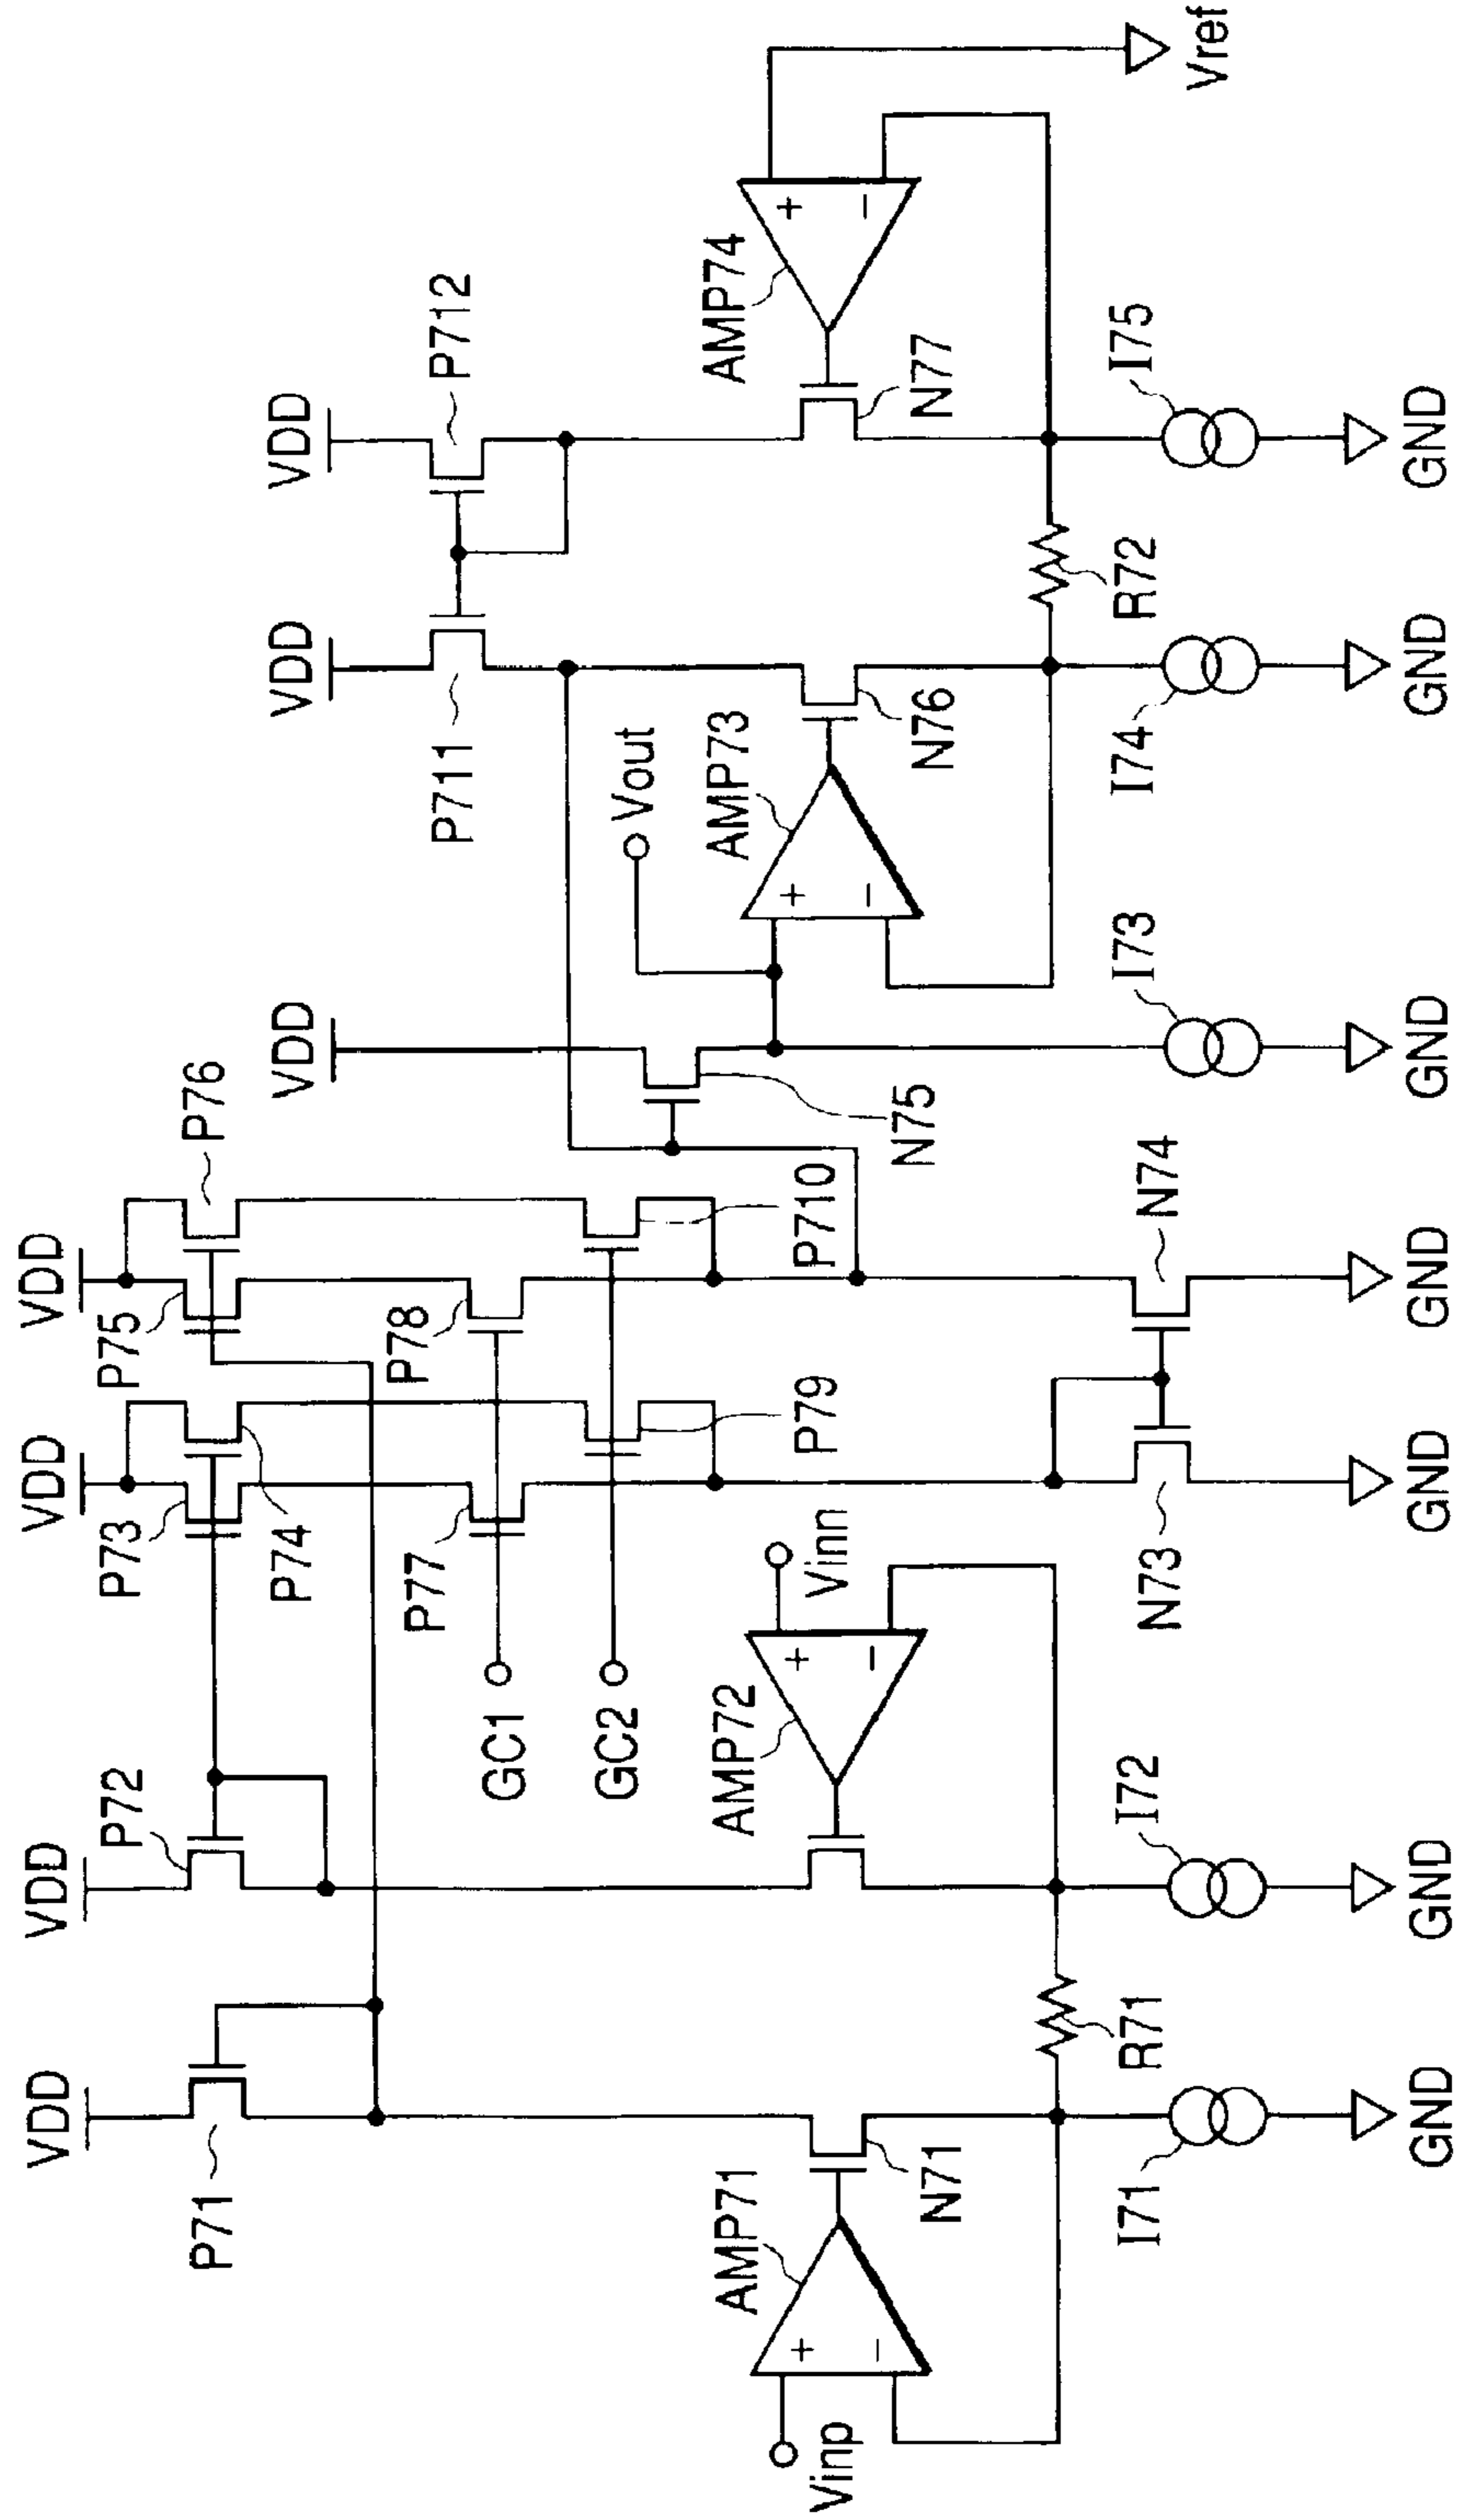 VDD
VDD
VDD
VDD
VDD
VDD
VDD
P71
P72
P73
P74
P75
P76
P77
P78
P79
P710
P711
P712
GC1
GC2
Vinp
AMP71
N71
AMP72
Vinn
N73
N74
N75
Vout
AMP73
N76
AMP74
N77
Vref
I71
R71
I72
I73
I74
R72
I75
GND
GND
GND
GND
GND
GND
GND